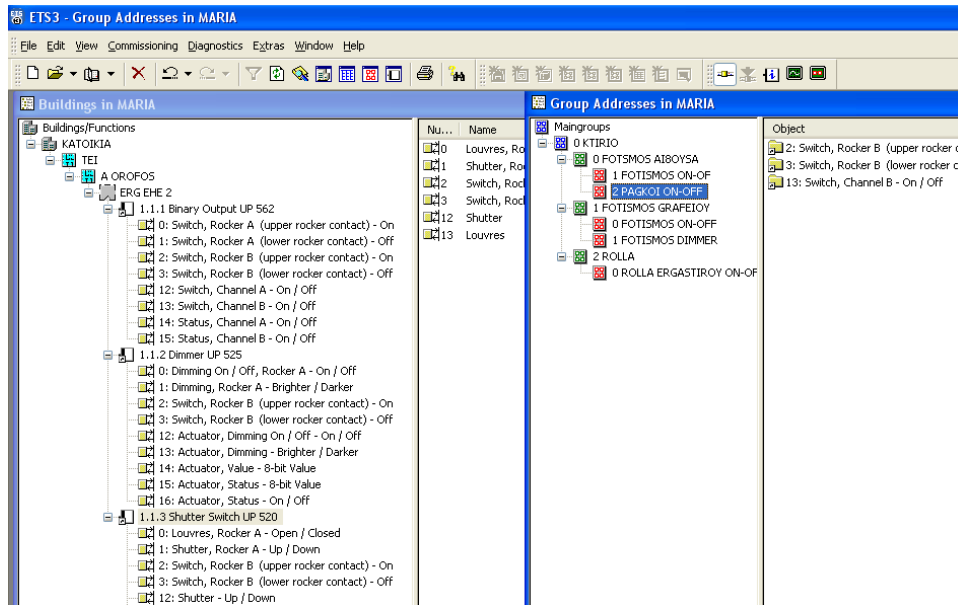 ETS3 - Group Addresses in MARIA
File Edit View Commissioning Diagnostics Extras Window Help
Buildings in MARIA
Buildings/Functions
KATOIKIA
TEI
A OROFOS
ERG EHE 2
1.1.1 Binary Output UP 562
0: Switch, Rocker A (upper rocker contact) - On
1: Switch, Rocker A (lower rocker contact) - Off
2: Switch, Rocker B (upper rocker contact) - On
3: Switch, Rocker B (lower rocker contact) - Off
12: Switch, Channel A - On / Off
13: Switch, Channel B - On / Off
14: Status, Channel A - On / Off
15: Status, Channel B - On / Off
1.1.2 Dimmer UP 525
0: Dimming On / Off, Rocker A - On / Off
1: Dimming, Rocker A - Brighter / Darker
2: Switch, Rocker B (upper rocker contact) - On
3: Switch, Rocker B (lower rocker contact) - Off
12: Actuator, Dimming On / Off - On / Off
13: Actuator, Dimming - Brighter / Darker
14: Actuator, Value - 8-bit Value
15: Actuator, Status - 8-bit Value
16: Actuator, Status - On / Off
1.1.3 Shutter Switch UP 520
0: Louvres, Rocker A - Open / Closed
1: Shutter, Rocker A - Up / Down
2: Switch, Rocker B (upper rocker contact) - On
3: Switch, Rocker B (lower rocker contact) - Off
12: Shutter - Up / Down
Nu... Name
0 Louvres, Ro
1 Shutter, Ro
2 Switch, Rock
3 Switch, Rock
12 Shutter
13 Louvres
Group Addresses in MARIA
Maingroups
0 KTIRIO
0 FOTSMOS AI8OYSA
1 FOTISMOS ON-OF
2 PAGKOI ON-OFF
1 FOTISMOS GRAFEIOY
0 FOTISMOS ON-OFF
1 FOTISMOS DIMMER
2 ROLLA
0 ROLLA ERGASTIROY ON-OF
Object
2: Switch, Rocker B (upper rocker c
3: Switch, Rocker B (lower rocker c
13: Switch, Channel B - On / Off